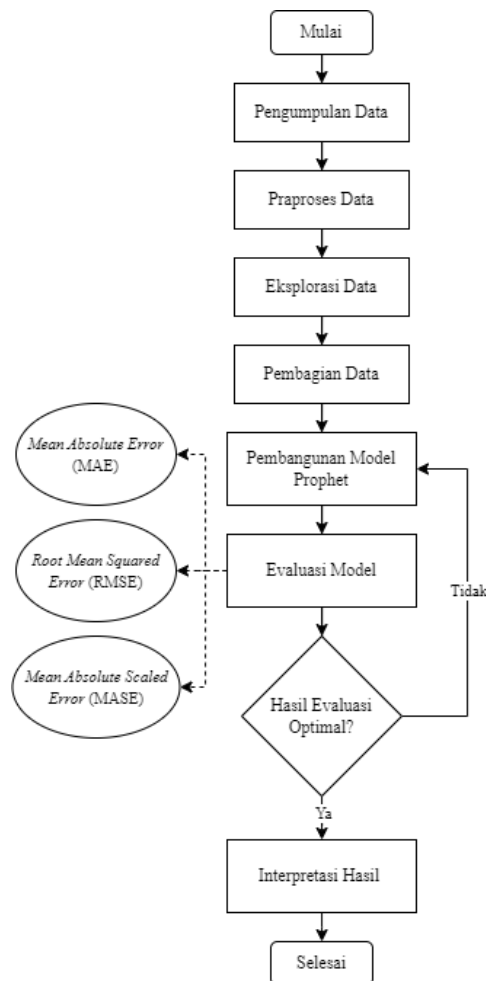 Mulai
Pengumpulan Data
Praproses Data
Eksplorasi Data
Pembagian Data
Mean Absolute Error
(MAE)
Pembangunan Model
Prophet
Root Mean Squared
Error (RMSE)
Evaluasi Model
Tidak
Mean Absolute Scaled
Error (MASE)
Hasil Evaluasi
Optimal?
Ya
Interpretasi Hasil
Selesai